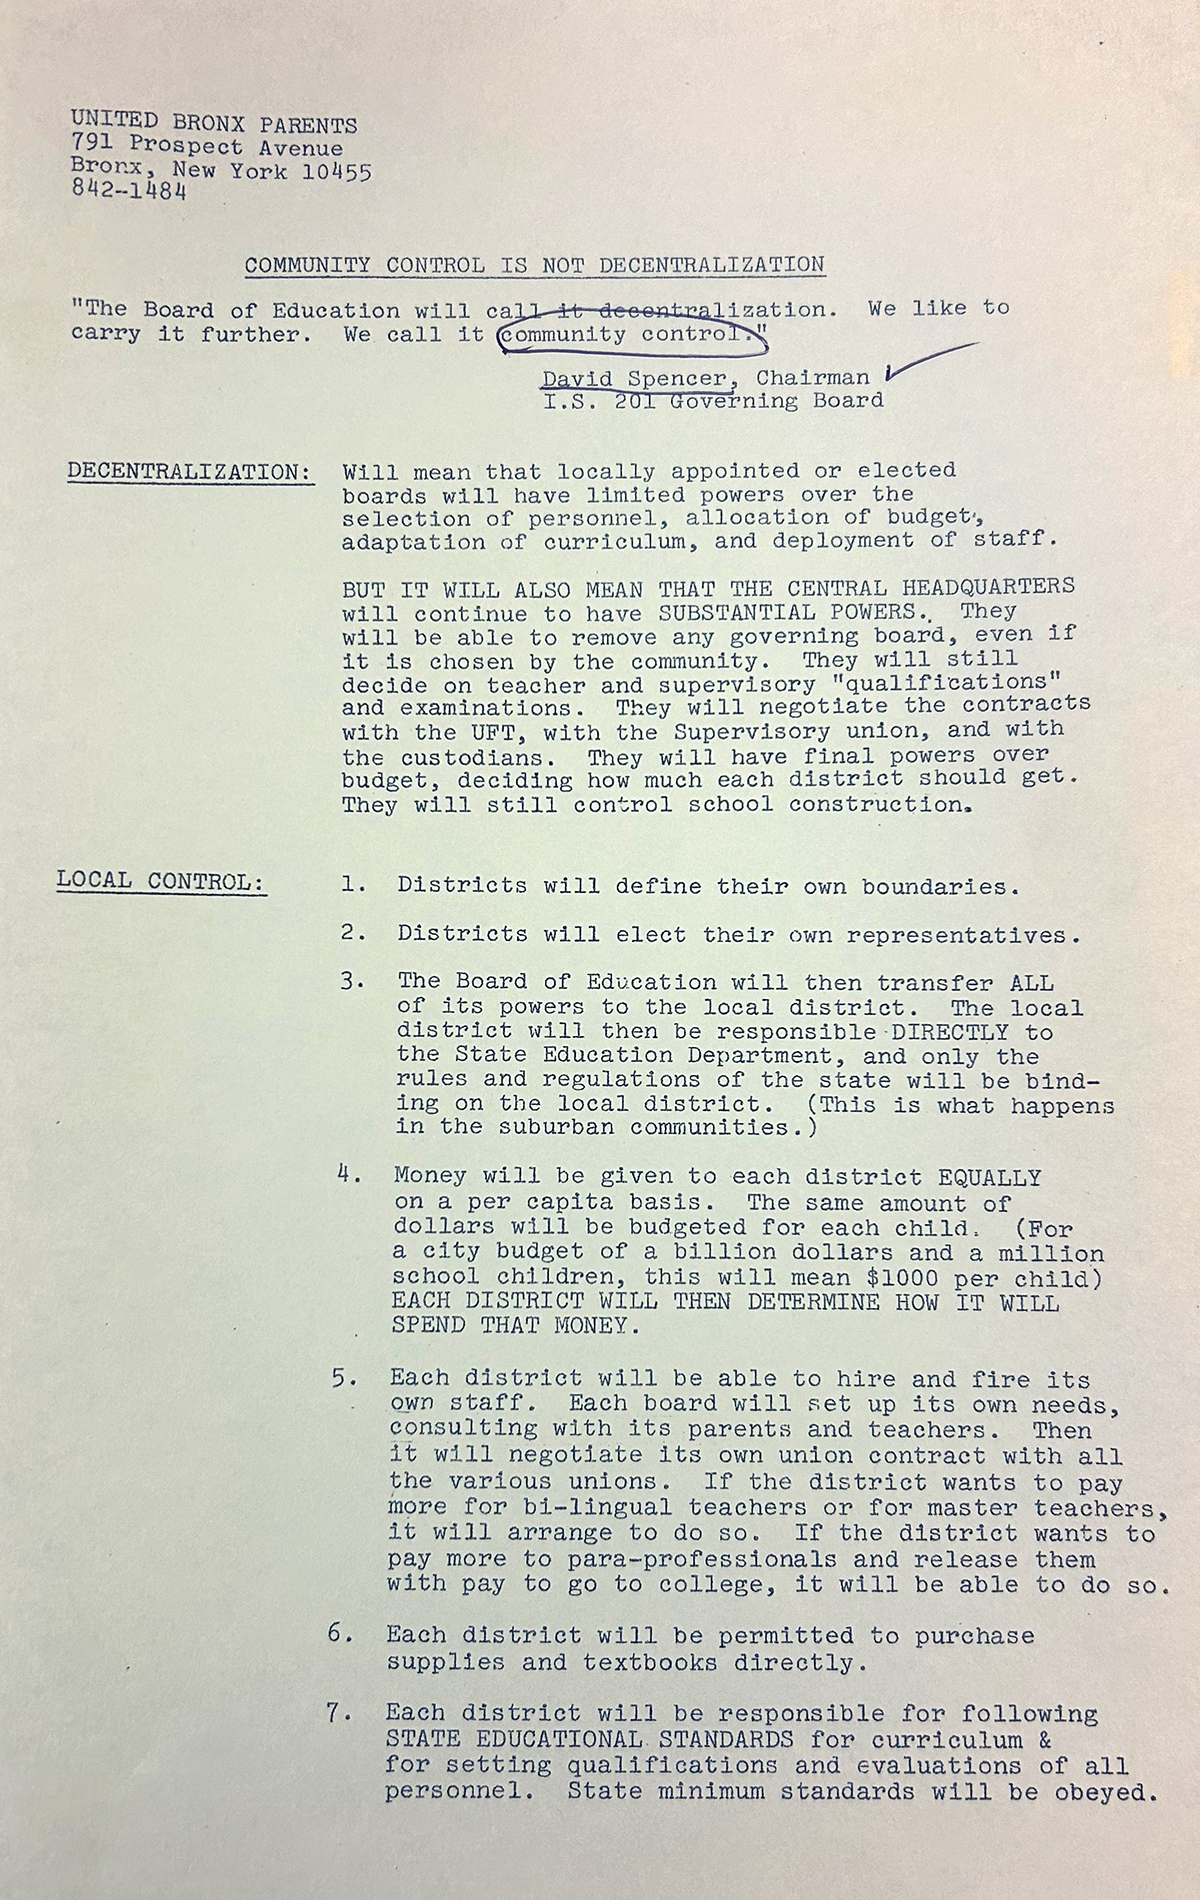 UNITED BRONX PARENTS
791 Prospect Avenue
Bronx, New York 10455
842-1484
COMMUNITY CONTROL IS NOT DECENTRALIZATION
"The Board of Education will call it decentralization. We like to
carry it further. We call it community control."
David Spencer, Chairman
I.S. 201 Governing Board
DECENTRALIZATION: Will mean that locally appointed or elected
boards will have limited powers over the
selection of personnel, allocation of budget,
adaptation of curriculum, and deployment of staff.
BUT IT WILL ALSO MEAN THAT THE CENTRAL HEADQUARTERS
will continue to have SUBSTANTIAL POWERS. They
will be able to remove any governing board, even if
it is chosen by the community. They will still
decide on teacher and supervisory "qualifications"
and examinations. They will negotiate the contracts
with the UFT, with the Supervisory union, and with
the custodians. They will have final powers over
budget, deciding how much each district should get.
They will still control school construction.
LOCAL CONTROL: 1. Districts will define their own boundaries.
2. Districts will elect their own representatives.
3. The Board of Education will then transfer ALL
of its powers to the local district. The local
district will then be responsible DIRECTLY to
the State Education Department, and only the
rules and regulations of the state will be bind-
ing on the local district. (This is what happens
in the suburban communities.)
4. Money will be given to each district EQUALLY
on a per capita basis. The same amount of
dollars will be budgeted for each child. (For
a city budget of a billion dollars and a million
school children, this will mean $1000 per child)
EACH DISTRICT WILL THEN DETERMINE HOW IT WILL
SPEND THAT MONEY.
5. Each district will be able to hire and fire its
own staff. Each board will set up its own needs,
consulting with its parents and teachers. Then
it will negotiate its own union contract with all
the various unions. If the district wants to pay
more for bi-lingual teachers or for master teachers,
it will arrange to do so. If the district wants to
pay more to para-professionals and release them
with pay to go to college, it will be able to do so.
6. Each district will be permitted to purchase
supplies and textbooks directly.
7. Each district will be responsible for following
STATE EDUCATIONAL STANDARDS for curriculum &
for setting qualifications and evaluations of all
personnel. State minimum standards will be obeyed.